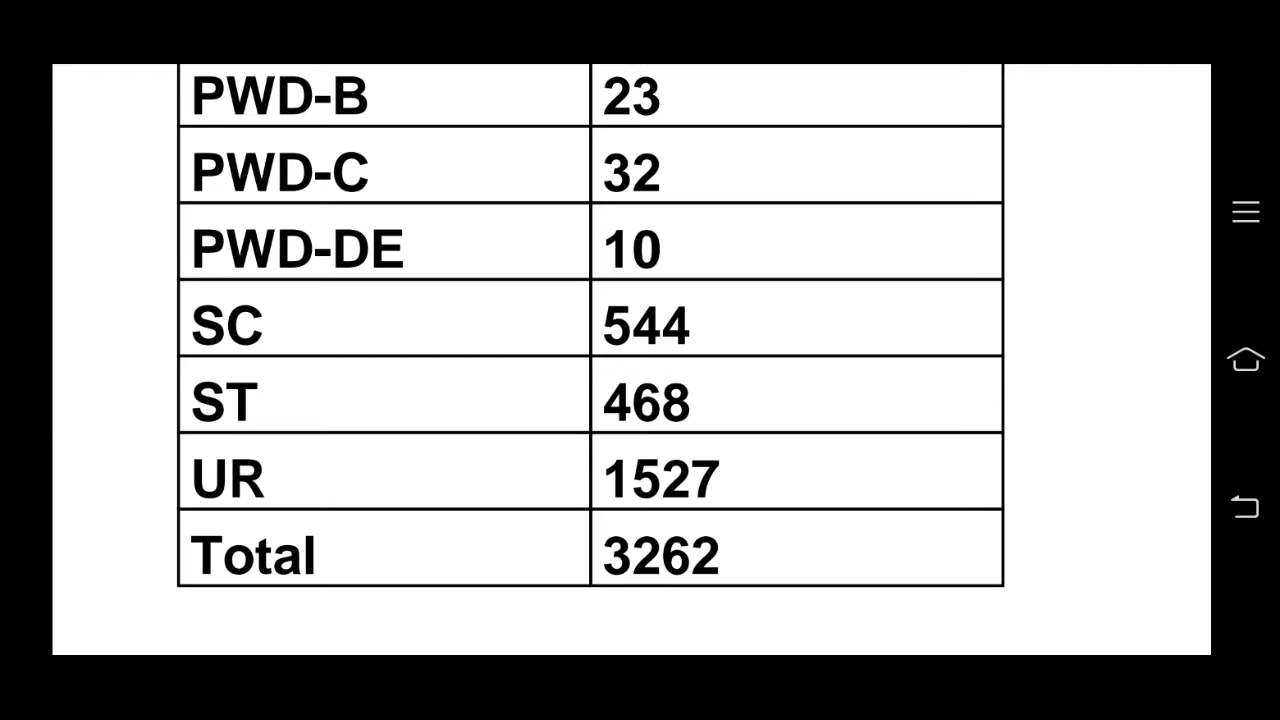 PWD-B 23
PWD-C 32
PWD-DE 10
SC 544
ST 468
UR 1527
Total 3262